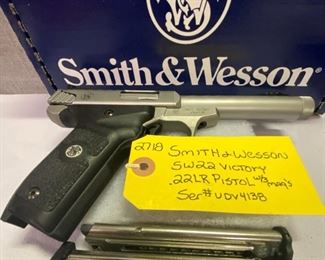 Smith & Wesson
2718 Smith & Wesson
SW22 Victory
.22LR Pistol w/3 mag's
Ser# UDV4138